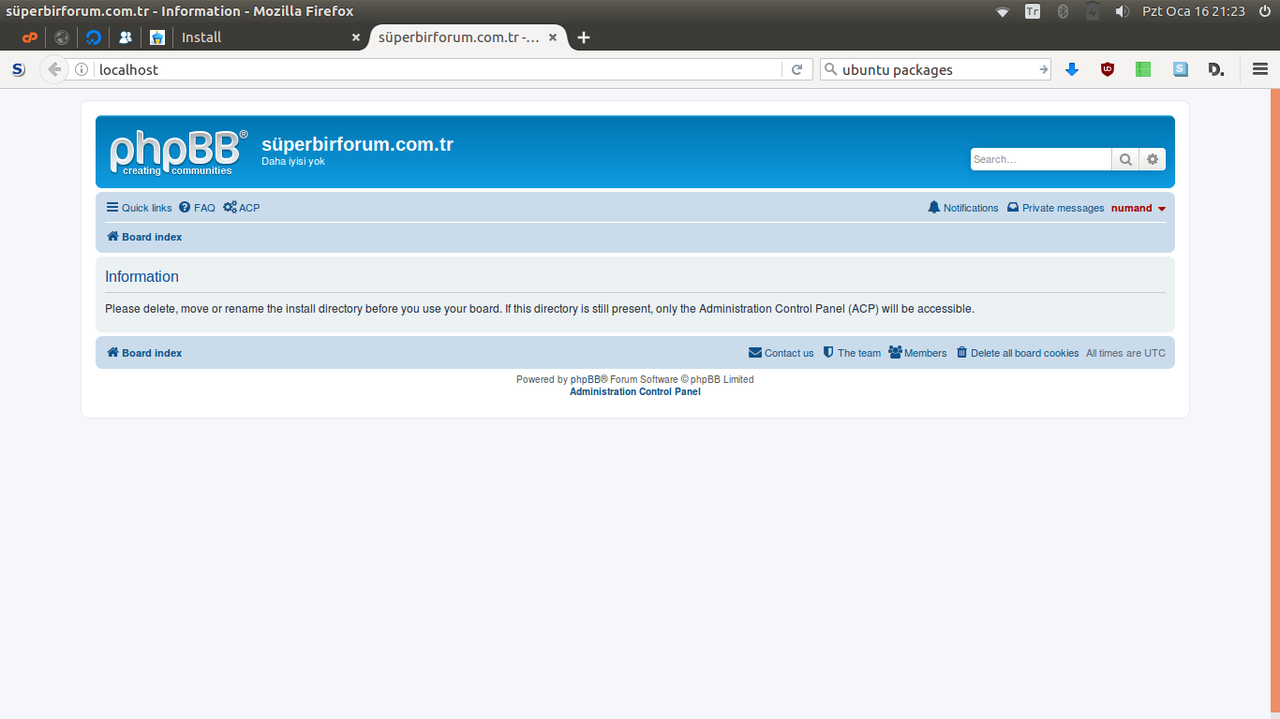 süperbirforum.com.tr - Information - Mozilla Firefox
Tr
Pzt Oca 16 21:23
cP
Install
süperbirforum.com.tr -...
S
localhost
ubuntu packages
S
D.
phpBB®
creating communities
süperbirforum.com.tr
Daha iyisi yok
Search…
Quick links
FAQ
ACP
Notifications
Private messages
numand
Board index
Information
Please delete, move or rename the install directory before you use your board. If this directory is still present, only the Administration Control Panel (ACP) will be accessible.
Board index
Contact us
The team
Members
Delete all board cookies
All times are UTC
Powered by phpBB® Forum Software © phpBB Limited
Administration Control Panel